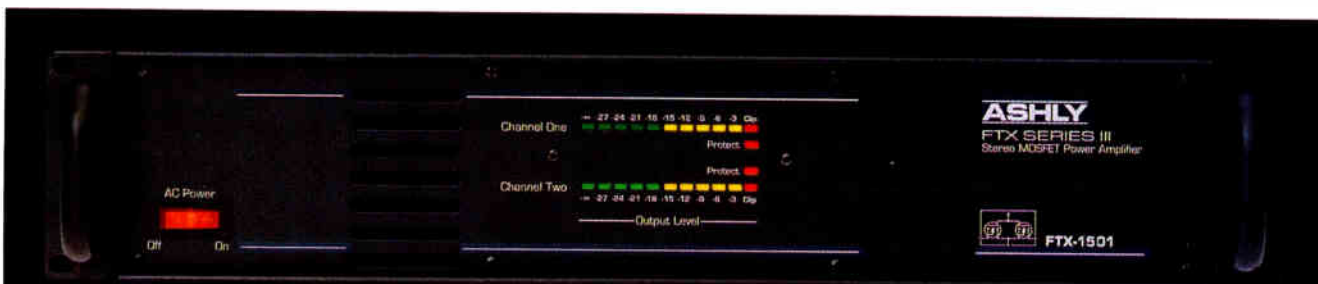 -∞ -27 -24 -21 -18 -15 -12 -9 -6 -3 Clip
Channel One
Protect
Protect
Channel Two
-∞ -27 -24 -21 -18 -15 -12 -9 -6 -3 Clip
Output Level
AC Power
Off On
ASHLY
FTX SERIES III
Stereo MOSFET Power Amplifier
FTX-1501